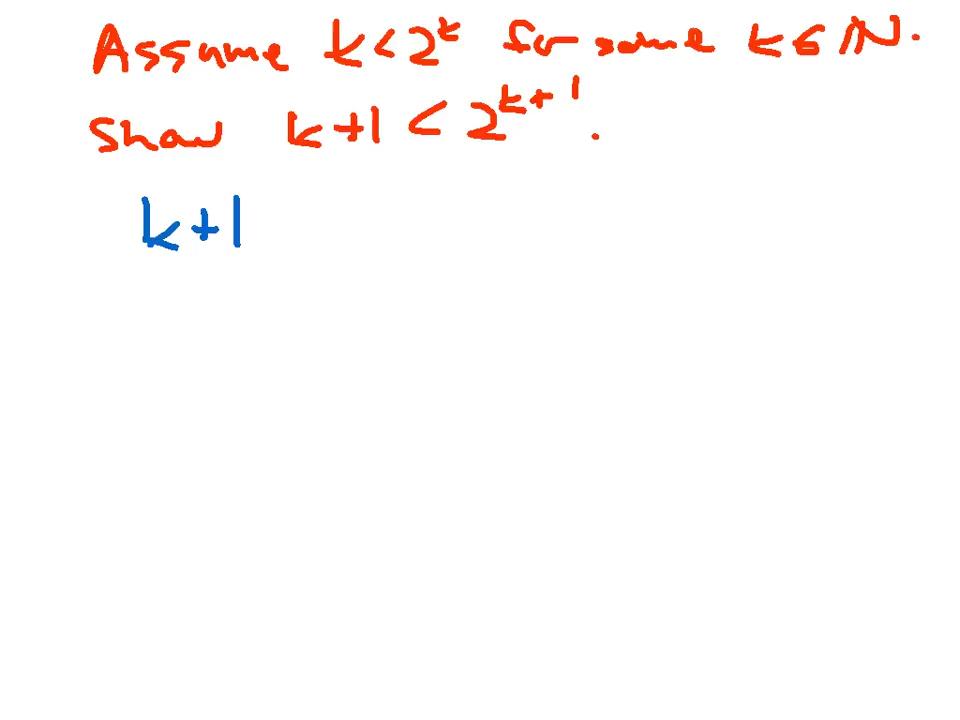 Assume k < 2^k for some k ∈ ℕ.
Show k+1 < 2^{k+1}.
k+1